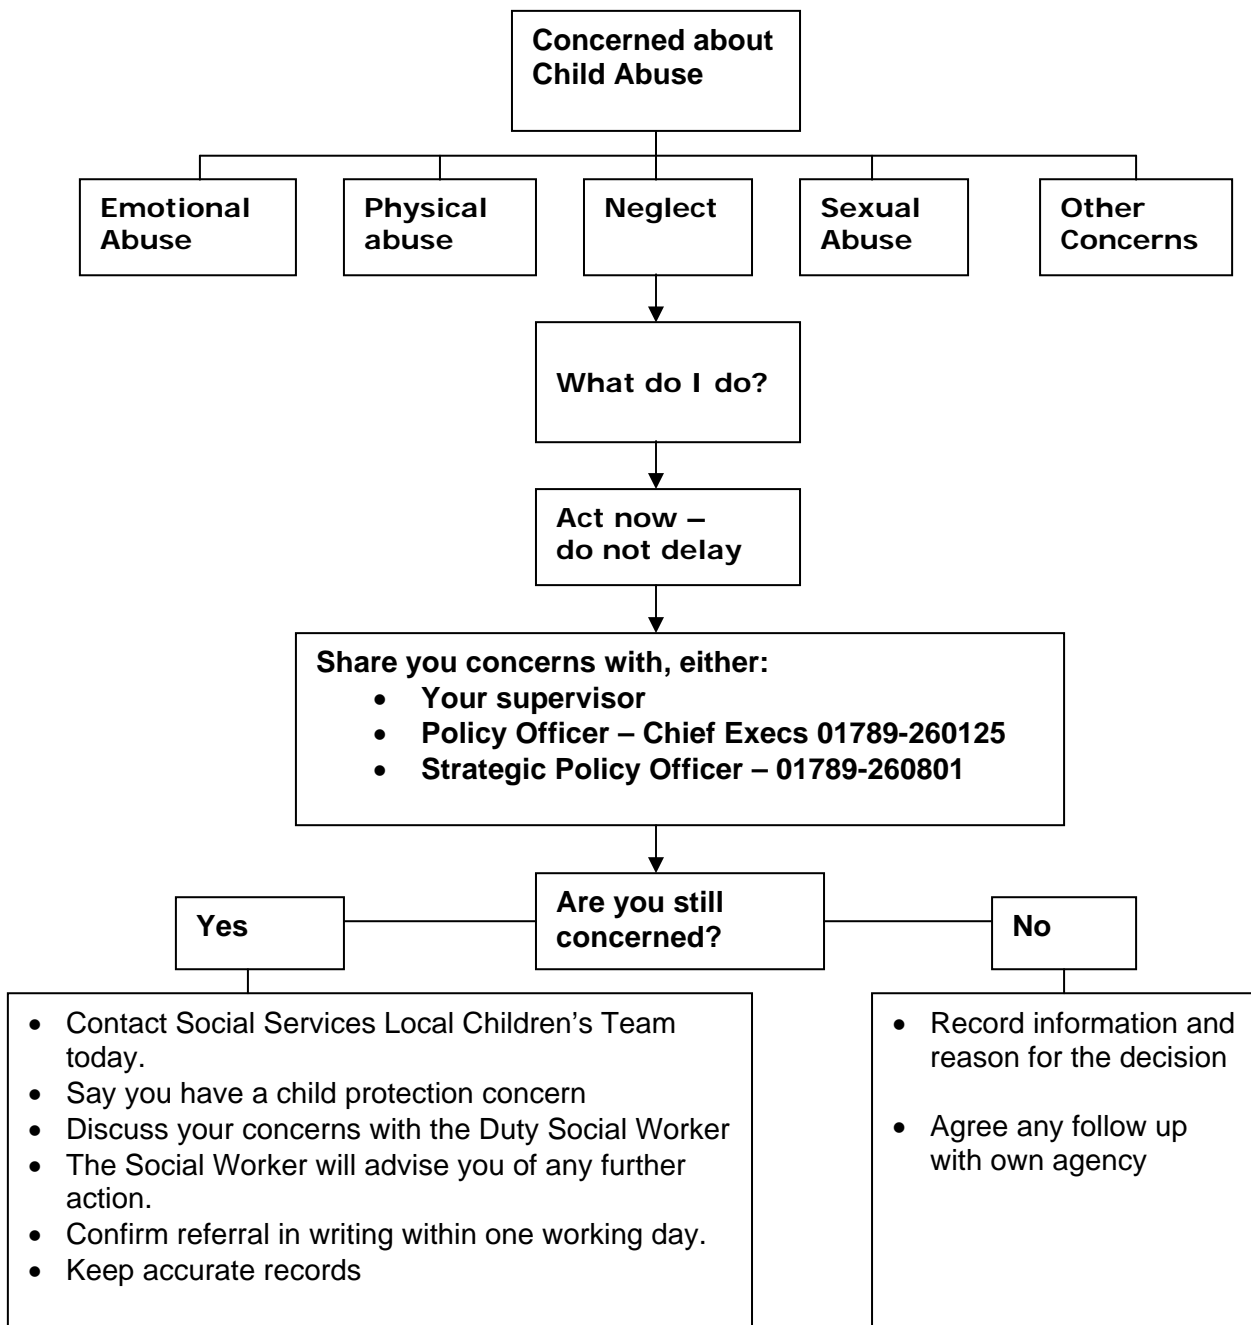 Concerned about
Child Abuse
Emotional
Abuse
Physical
abuse
Neglect
Sexual
Abuse
Other
Concerns
What do I do?
Act now –
do not delay
Share you concerns with, either:
• Your supervisor
• Policy Officer – Chief Execs 01789-260125
• Strategic Policy Officer – 01789-260801
Are you still
concerned?
Yes
No
• Contact Social Services Local Children’s Team
today.
• Say you have a child protection concern
• Discuss your concerns with the Duty Social Worker
• The Social Worker will advise you of any further
action.
• Confirm referral in writing within one working day.
• Keep accurate records
• Record information and
reason for the decision
• Agree any follow up
with own agency